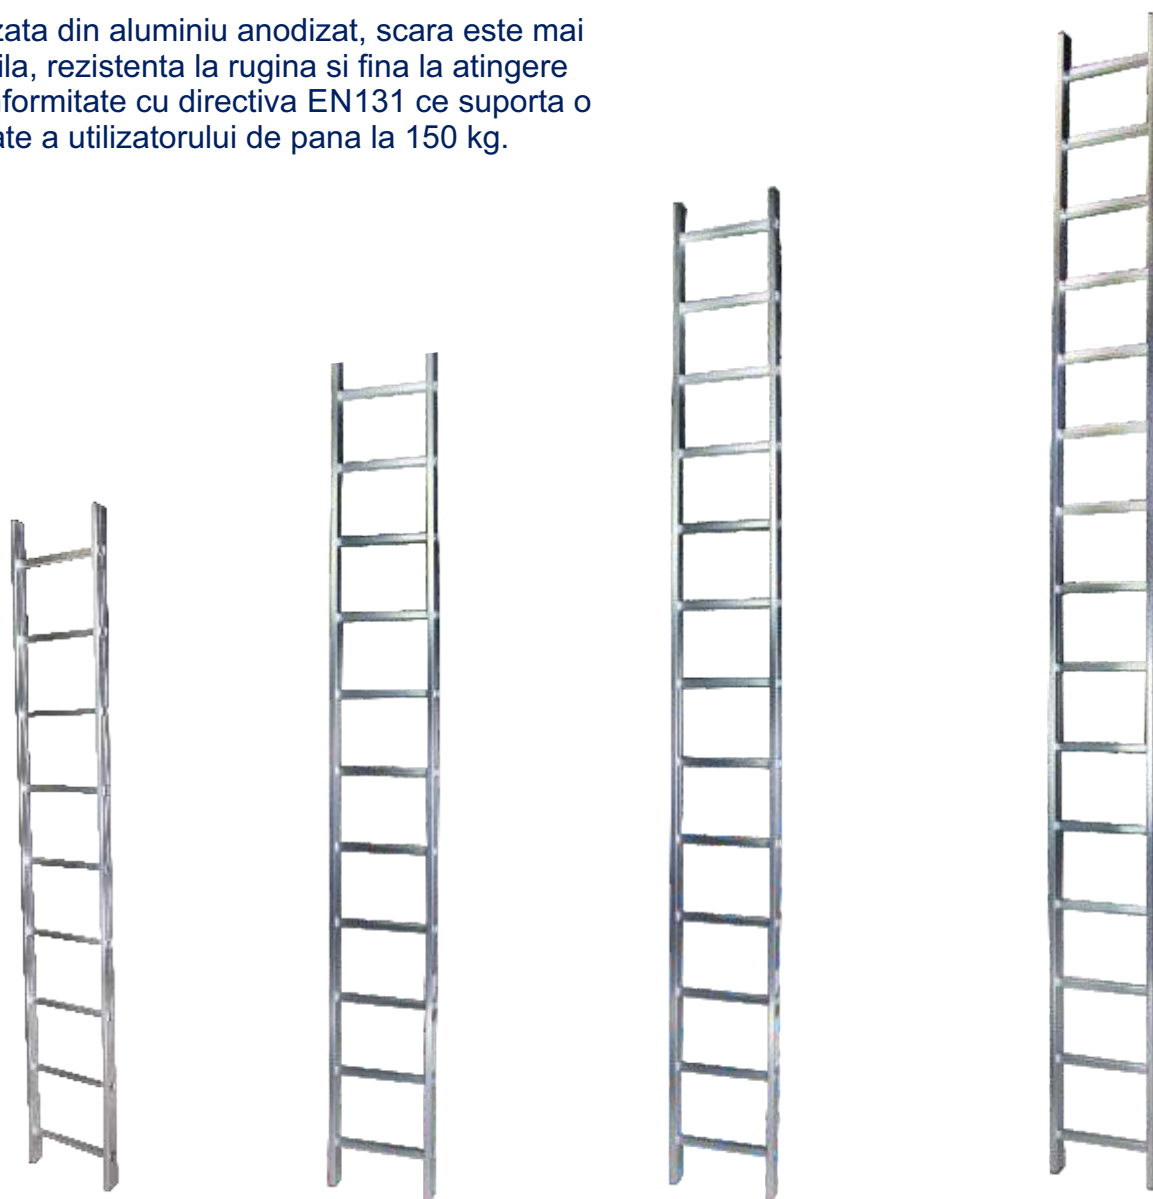 zata din aluminiu anodizat, scara este mai
ila, rezistenta la rugina si fina la atingere
nformitate cu directiva EN131 ce suporta o
ate a utilizatorului de pana la 150 kg.